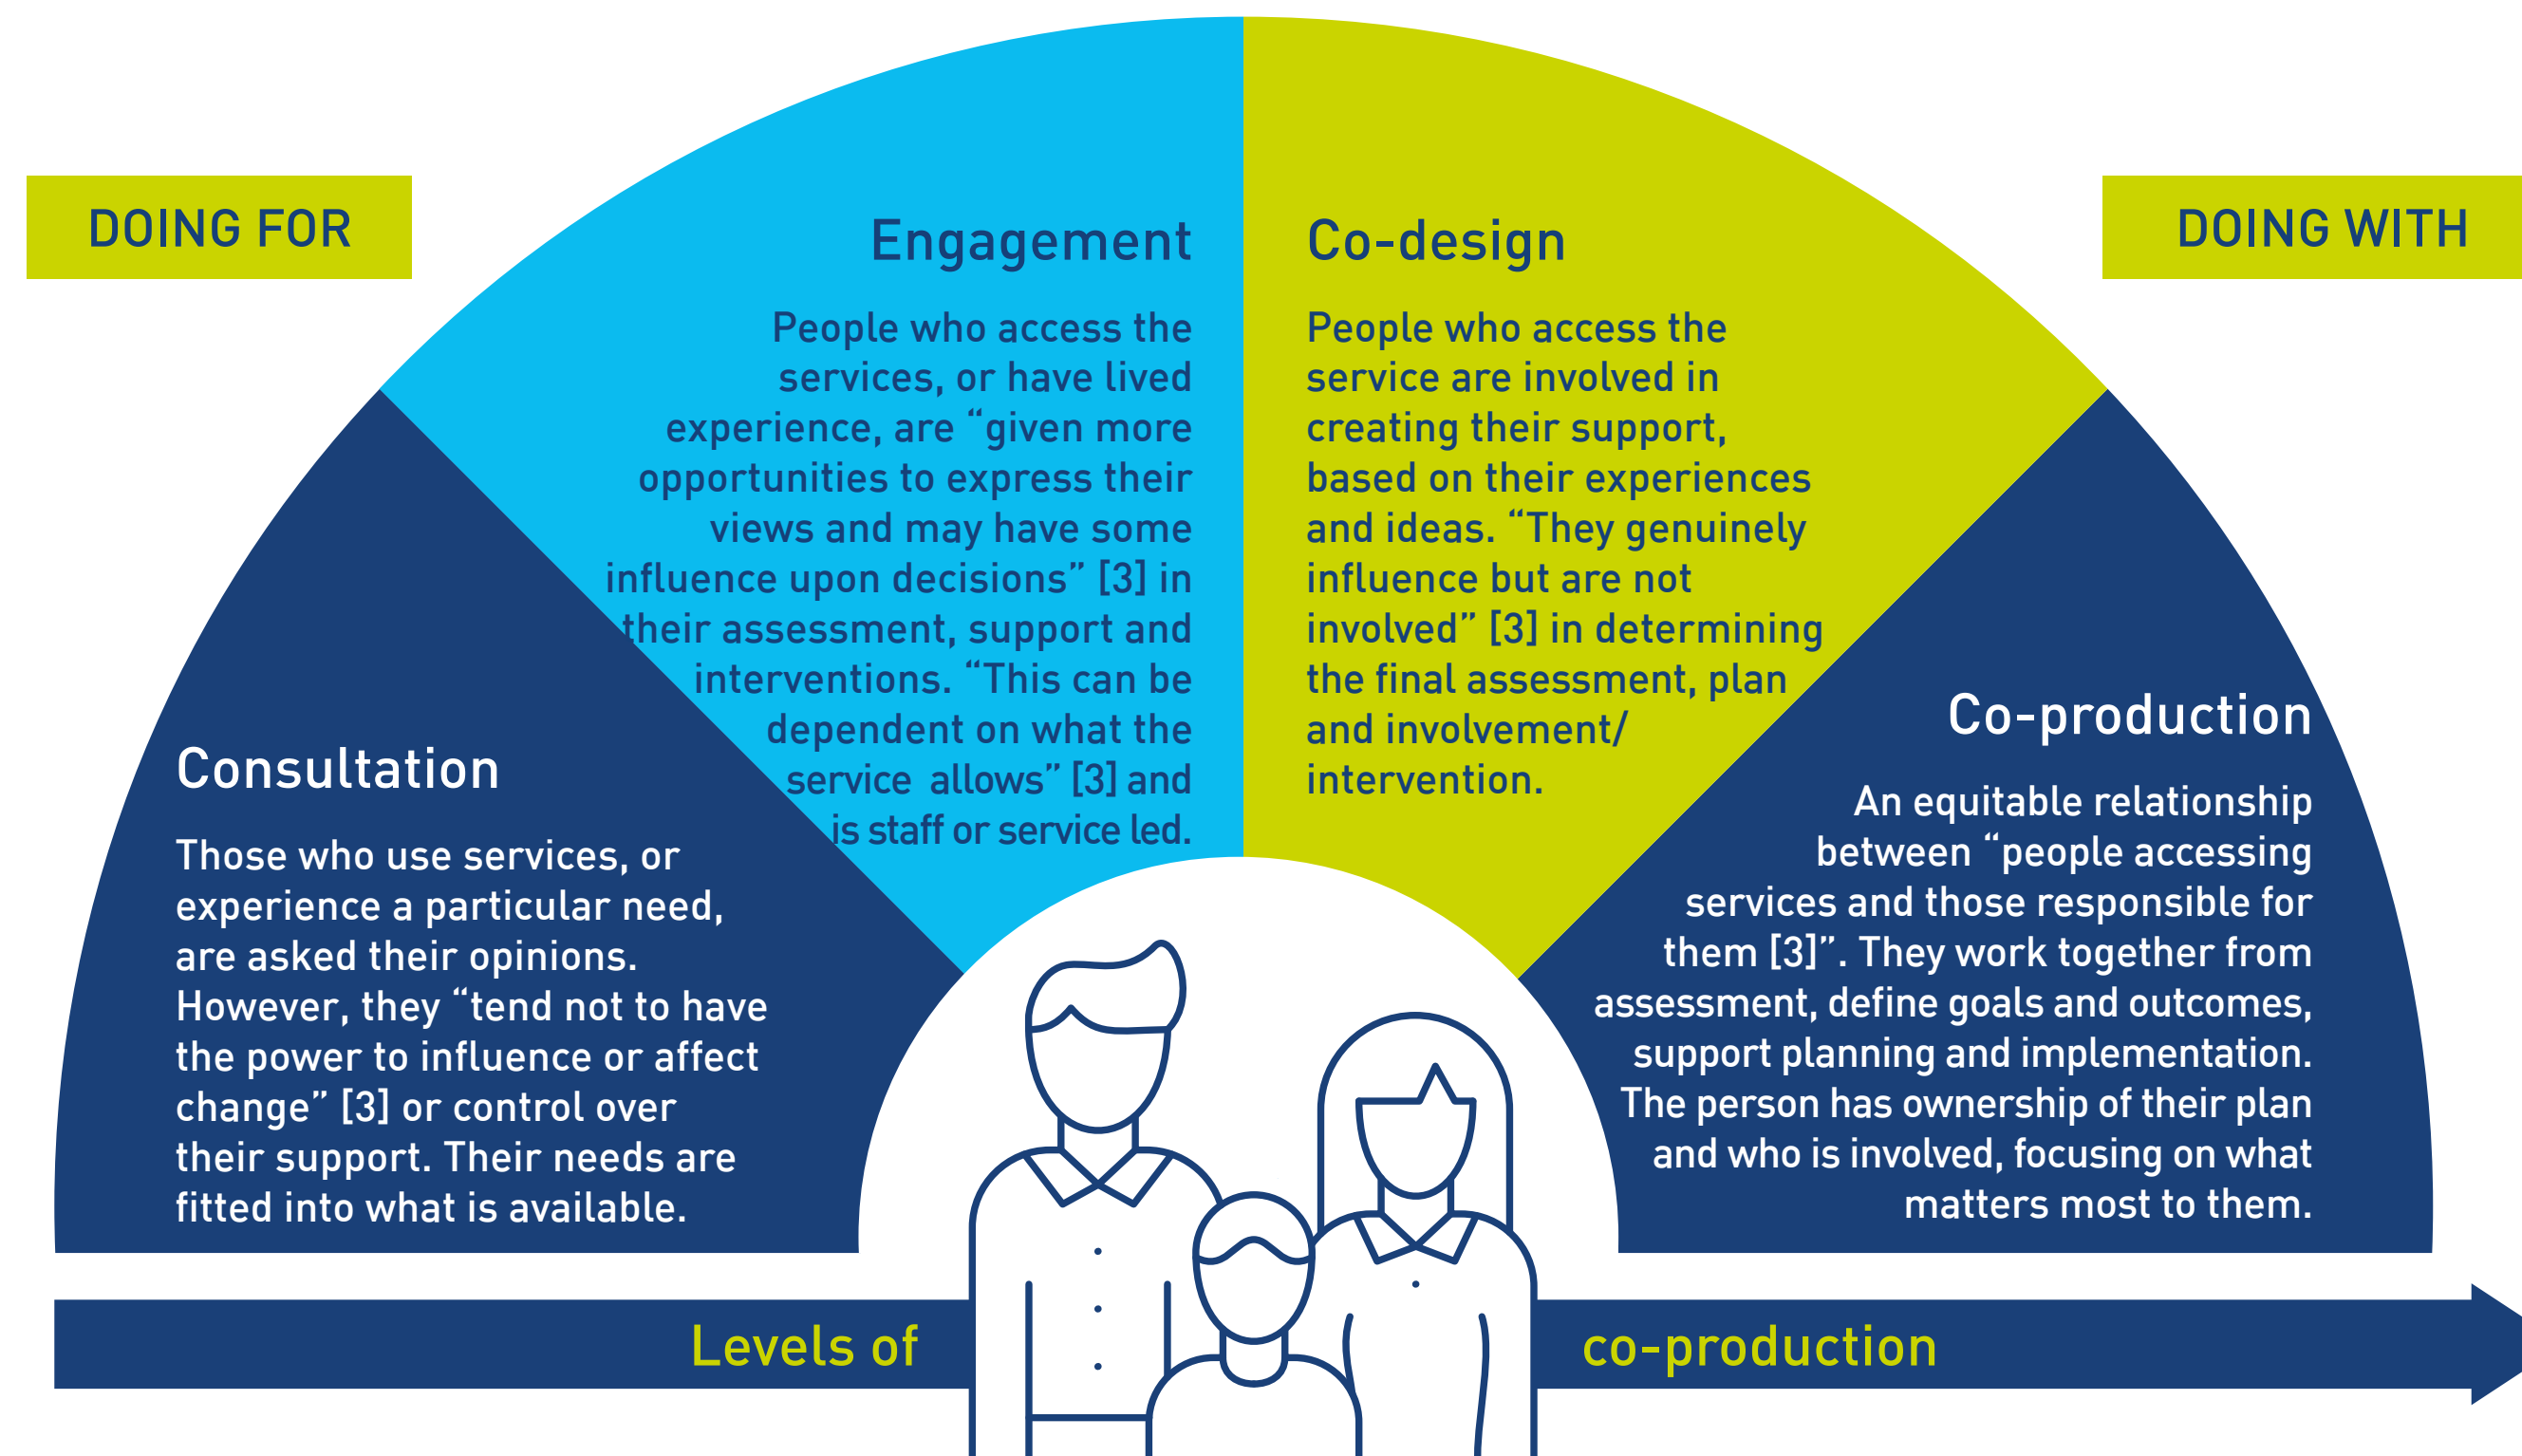 DOING FOR
DOING WITH
Consultation
Those who use services, or
experience a particular need,
are asked their opinions.
However, they “tend not to have
the power to influence or affect
change” [3] or control over
their support. Their needs are
fitted into what is available.
Engagement
People who access the
services, or have lived
experience, are “given more
opportunities to express their
views and may have some
influence upon decisions” [3] in
their assessment, support and
interventions. “This can be
dependent on what the
service allows” [3] and
is staff or service led.
Co-design
People who access the
service are involved in
creating their support,
based on their experiences
and ideas. “They genuinely
influence but are not
involved” [3] in determining
the final assessment, plan
and involvement/
intervention.
Co-production
An equitable relationship
between “people accessing
services and those responsible for
them [3]”. They work together from
assessment, define goals and outcomes,
support planning and implementation.
The person has ownership of their plan
and who is involved, focusing on what
matters most to them.
Levels of co-production